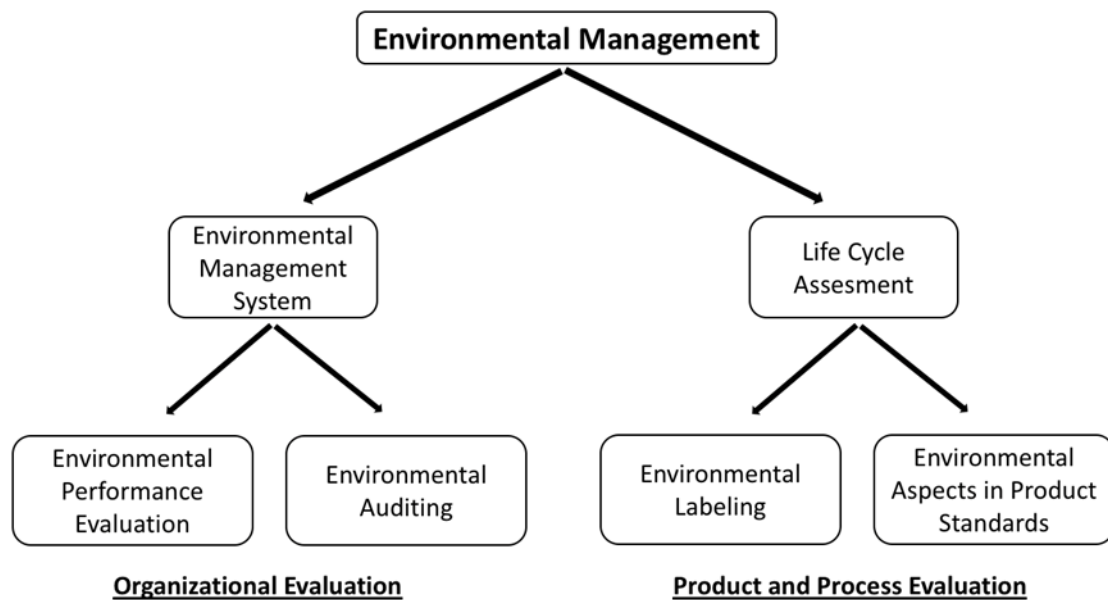 Environmental Management
Environmental
Management
System
Life Cycle
Assesment
Environmental
Performance
Evaluation
Environmental
Auditing
Environmental
Labeling
Environmental
Aspects in Product
Standards
Organizational Evaluation
Product and Process Evaluation